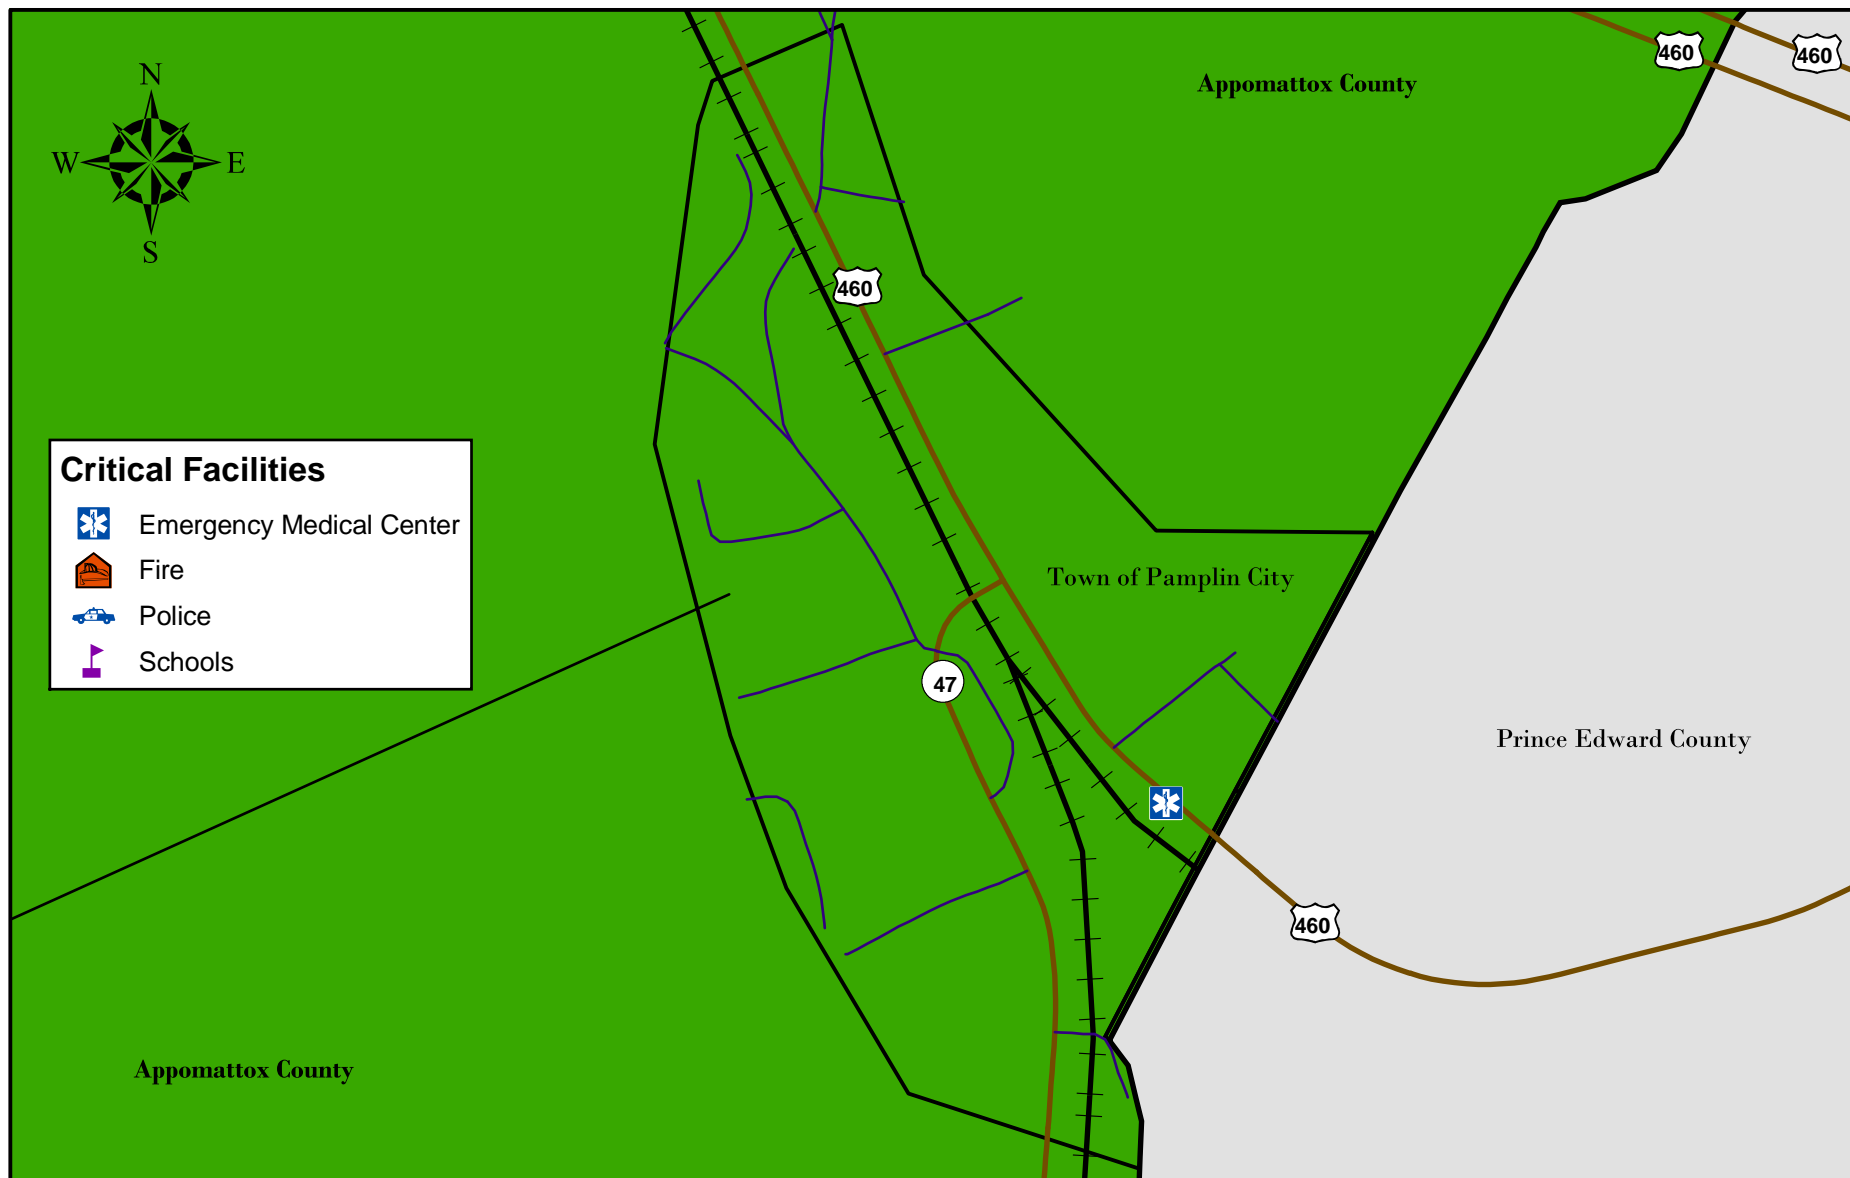 460
460
Appomattox County
N
W
E
S
460
Critical Facilities
Emergency Medical Center
Fire
Police
Schools
Town of Pamplin City
47
Prince Edward County
460
Appomattox County